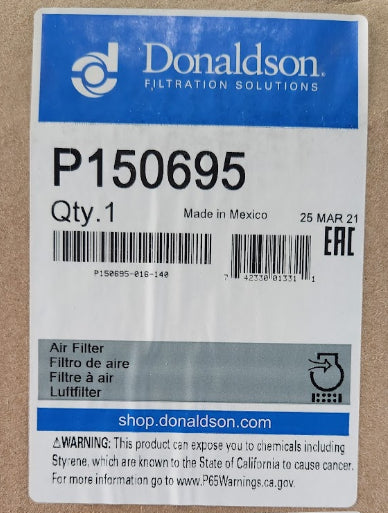 Donaldson.
FILTRATION SOLUTIONS
P150695
Qty.1
Made in Mexico
25 MAR 21
EAC
P150695-016-140
7 42330 01331 1
Air Filter
Filtro de aire
Filtre à air
Luftfilter
shop.donaldson.com
⚠WARNING: This product can expose you to chemicals including
Styrene, which are known to the State of California to cause cancer.
For more information go to www.P65Warnings.ca.gov.